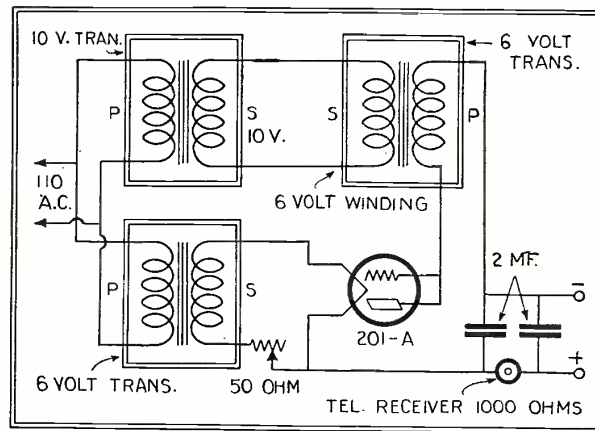 10 V. TRAN.
6 VOLT
TRANS.
P
S
10 V.
S
P
110
A.C.
6 VOLT WINDING
P
S
2 MF.
−
201-A
+
6 VOLT TRANS.
50 OHM
TEL. RECEIVER 1000 OHMS